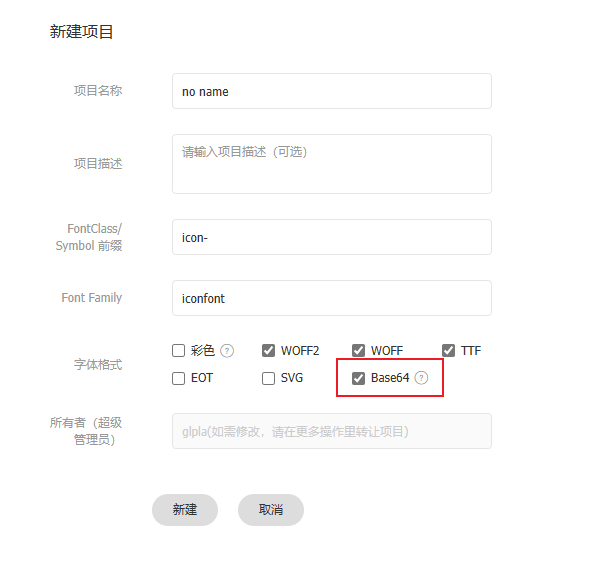 新建项目
项目名称
no name
项目描述
请输入项目描述（可选）
FontClass/
Symbol 前缀
icon-
Font Family
iconfont
字体格式
彩色 ? WOFF2 WOFF TTF
EOT SVG Base64 ?
所有者（超级
管理员）
glpla(如需修改，请在更多操作里转让项目)
新建 取消